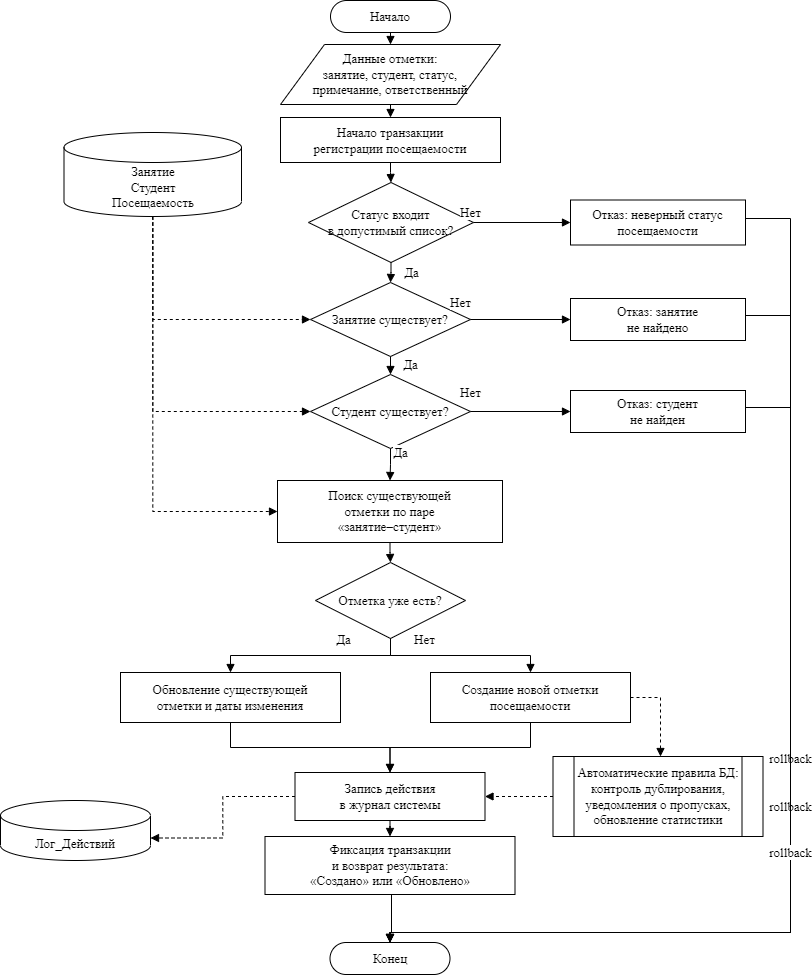 Начало
Данные отметки:
занятие, студент, статус,
примечание, ответственный
Начало транзакции
регистрации посещаемости
Занятие
Студент
Посещаемость
Статус входит
в допустимый список?
Нет
Отказ: неверный статус
посещаемости
Да
Занятие существует?
Нет
Отказ: занятие
не найдено
Да
Студент существует?
Нет
Отказ: студент
не найден
Да
Поиск существующей
отметки по паре
«занятие–студент»
Отметка уже есть?
Да
Нет
Обновление существующей
отметки и даты изменения
Создание новой отметки
посещаемости
Автоматические правила БД:
контроль дублирования,
уведомления о пропусках,
обновление статистики
rollback
rollback
rollback
Запись действия
в журнал системы
Лог_Действий
Фиксация транзакции
и возврат результата:
«Создано» или «Обновлено»
Конец